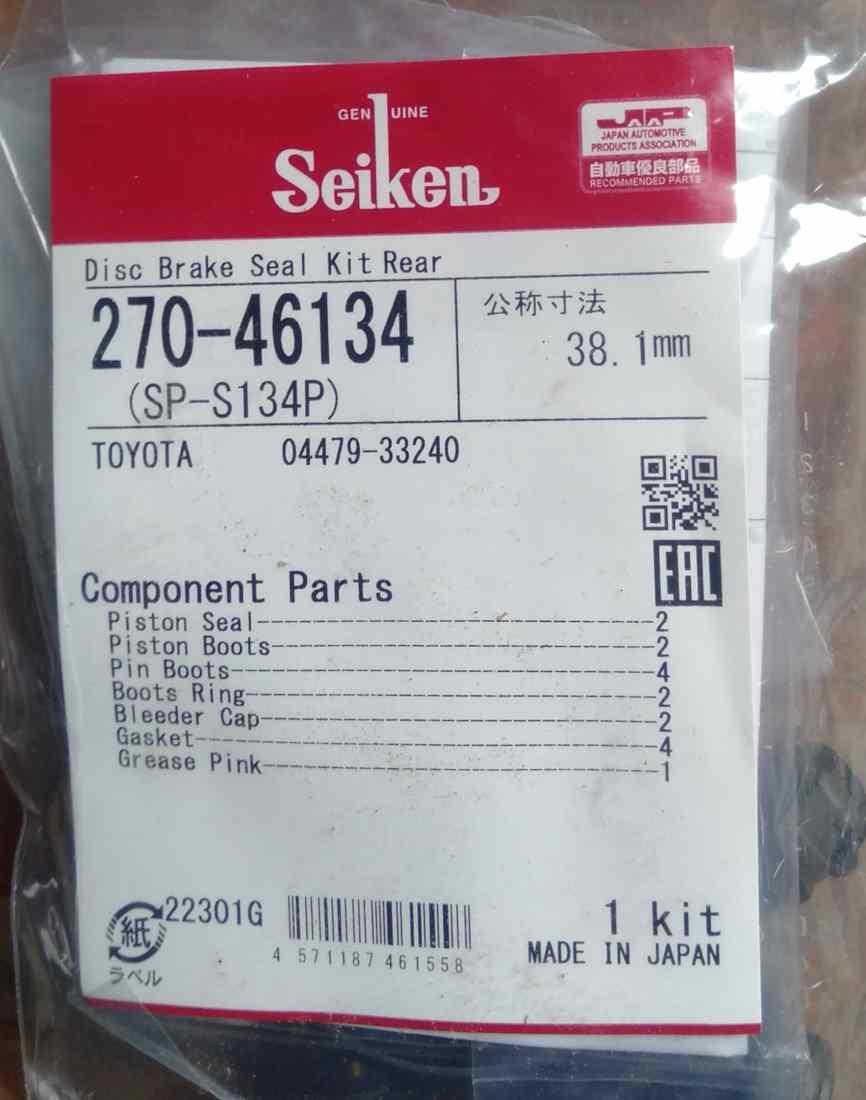 GENUINE
Seiken
JAPA
JAPAN AUTOMOTIVE
PRODUCTS ASSOCIATION
自動車優良部品
RECOMMENDED PARTS
Disc Brake Seal Kit Rear
270-46134
(SP-S134P)
公称寸法
38.1mm
TOYOTA 04479-33240
EAC
Component Parts
Piston Seal----------2
Piston Boots----------2
Pin Boots----------4
Boots Ring----------2
Bleeder Cap----------2
Gasket----------4
Grease Pink----------1
紙
ラベル
22301G
4 571187 461558
1 kit
MADE IN JAPAN